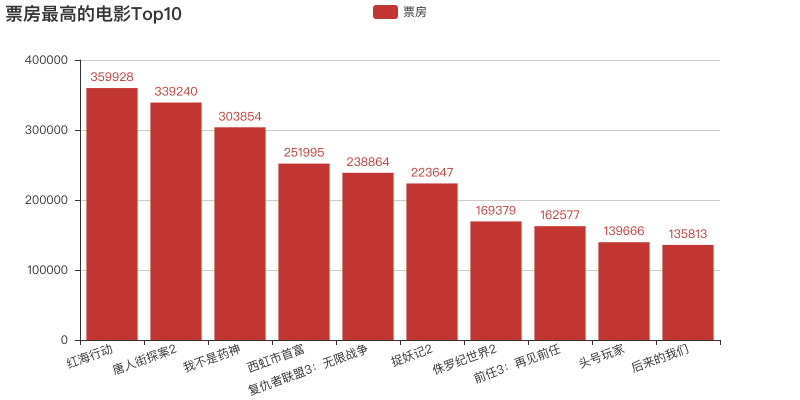 票房最高的电影Top10
票房
400000
300000
200000
100000
0
359928
339240
303854
251995
238864
223647
169379
162577
139666
135813
红海行动
唐人街探案2
我不是药神
西虹市首富
复仇者联盟3：无限战争
捉妖记2
侏罗纪世界2
前任3：再见前任
头号玩家
后来的我们